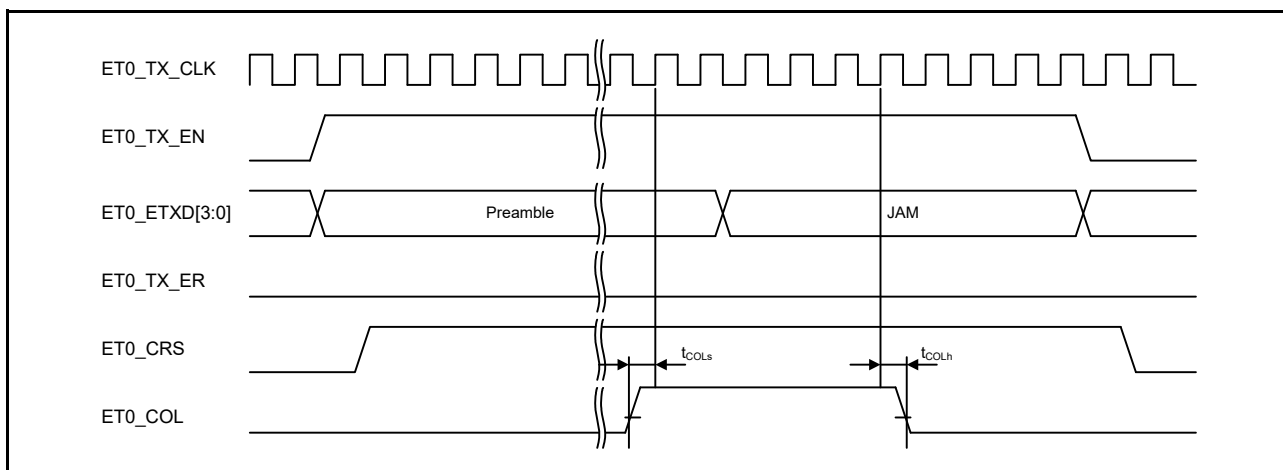 ET0_TX_CLK
ET0_TX_EN
ET0_ETXD[3:0]
Preamble
JAM
ET0_TX_ER
ET0_CRS
tCOLs
tCOLh
ET0_COL